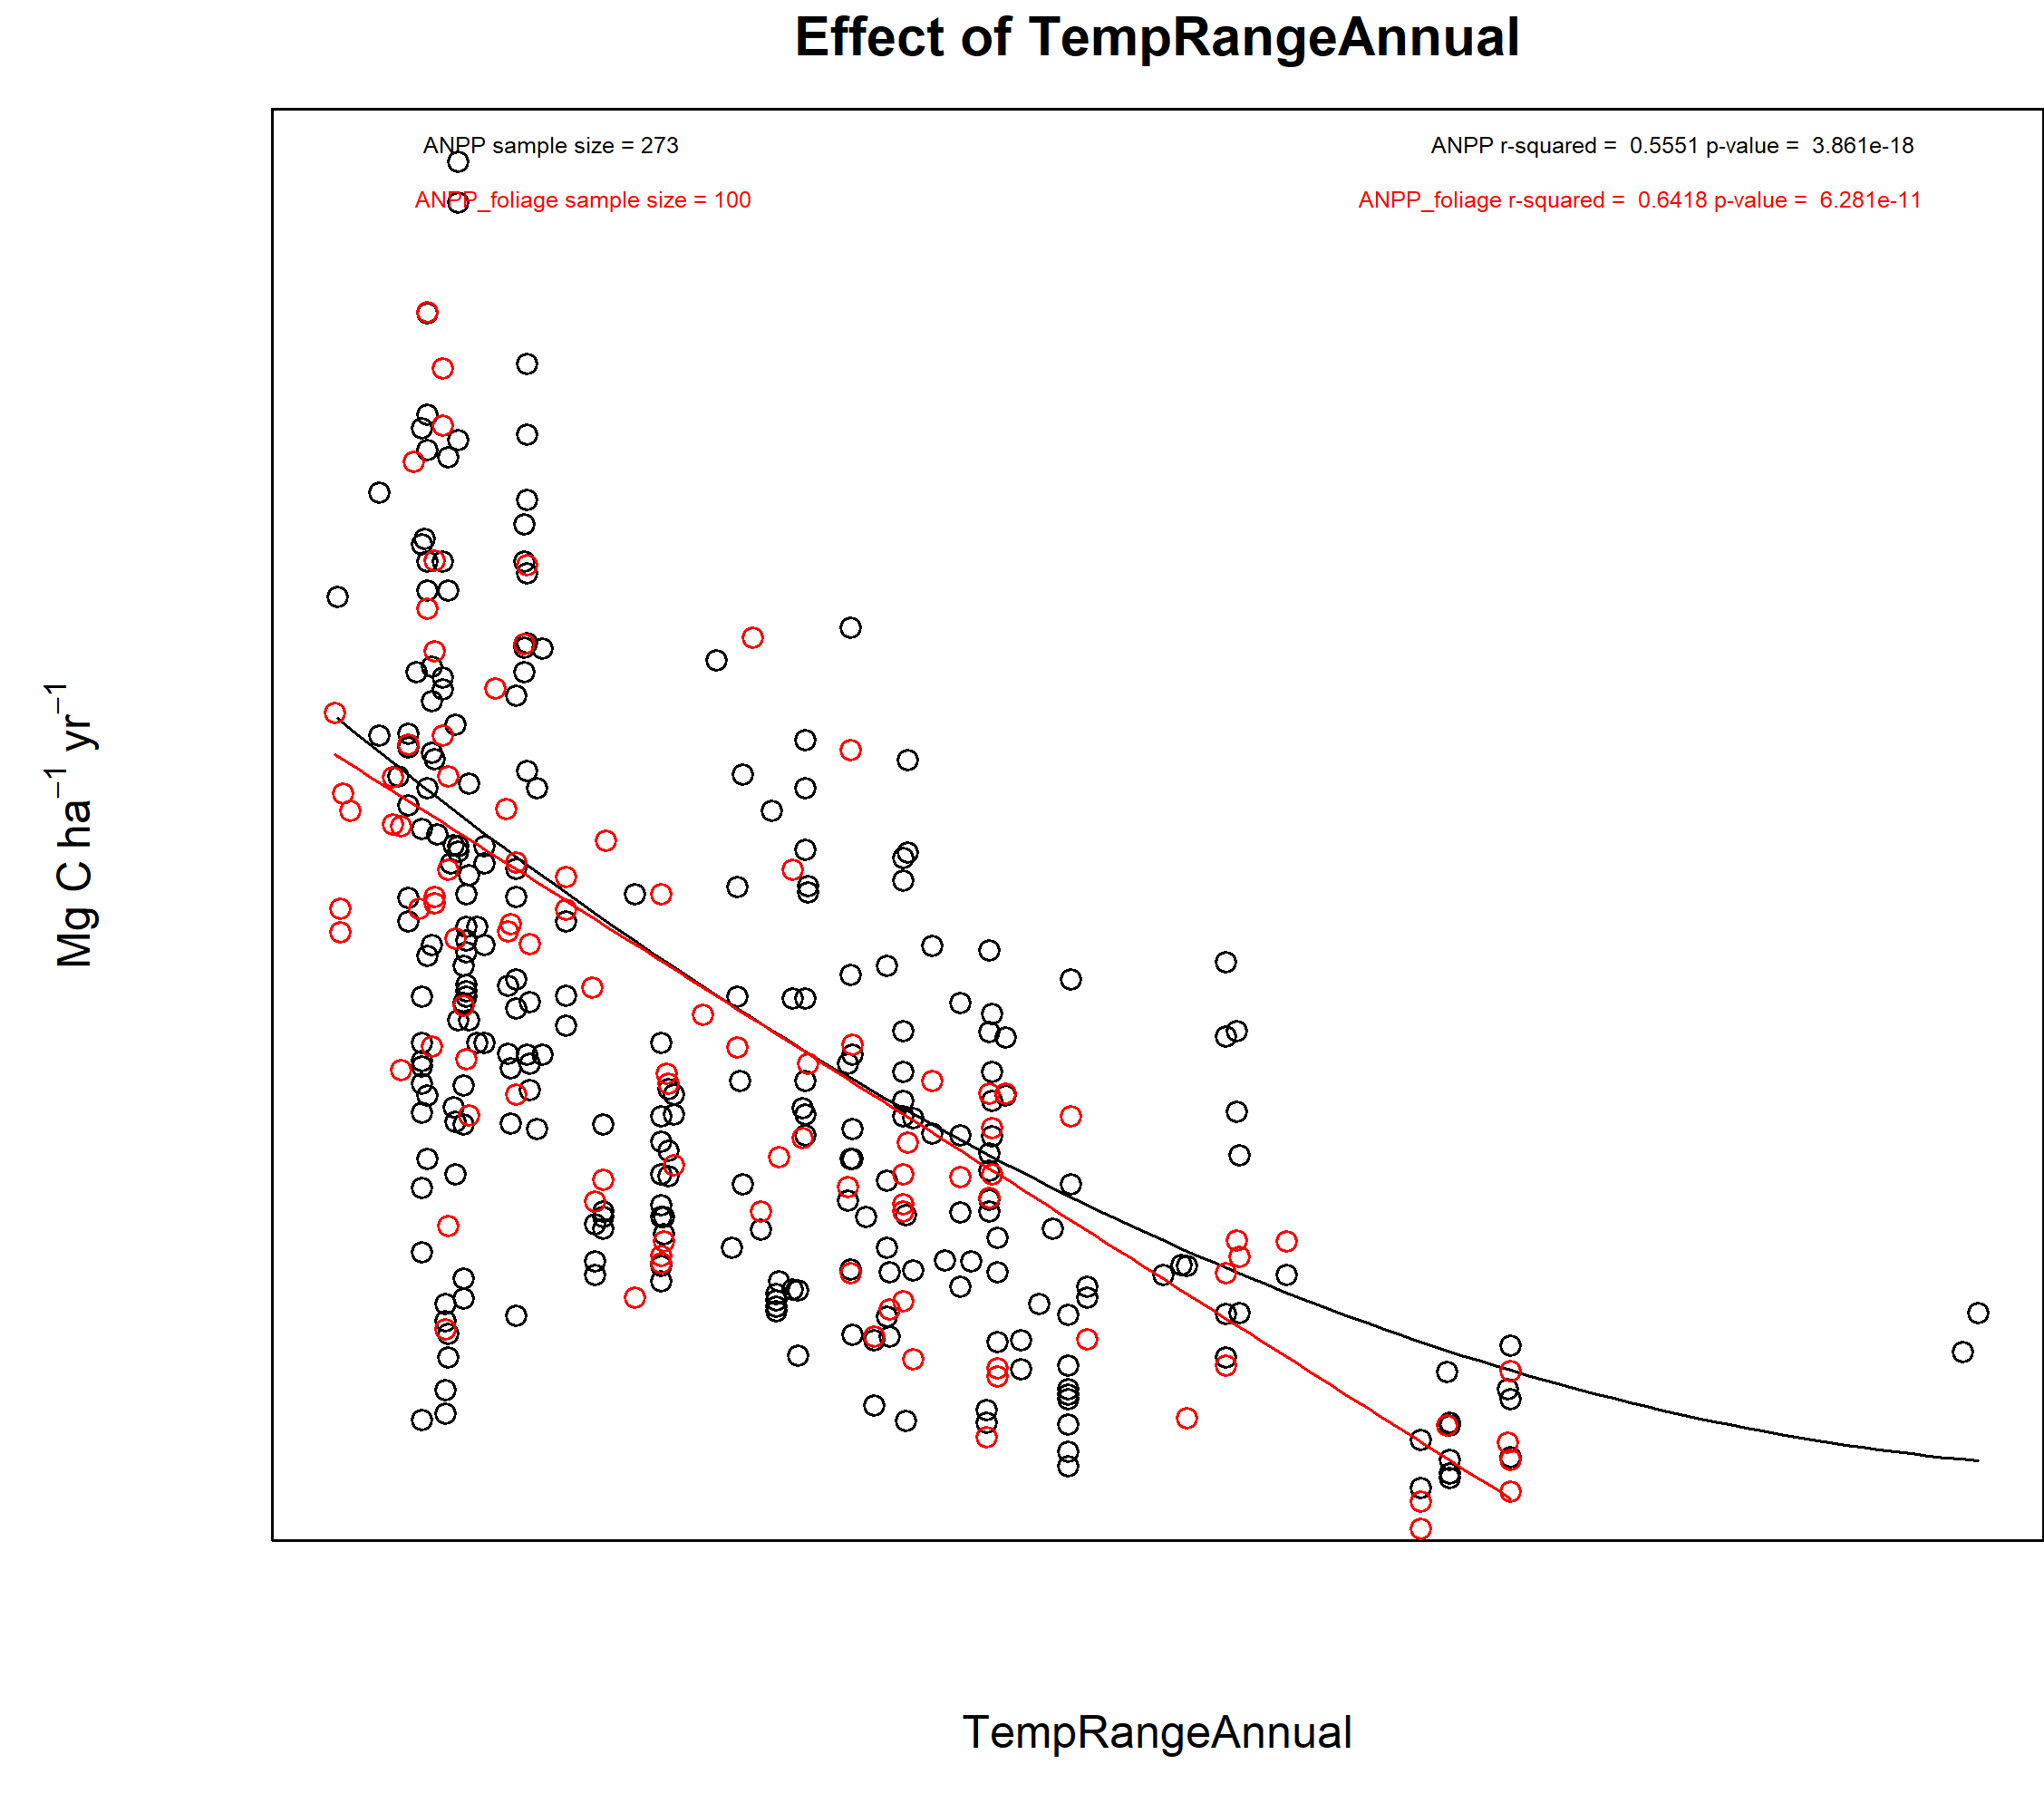 Effect of TempRangeAnnual
ANPP sample size = 273
ANPP r-squared = 0.5551 p-value = 3.861e-18
ANPP_foliage sample size = 100
ANPP_foliage r-squared = 0.6418 p-value = 6.281e-11
Mg C ha⁻¹ yr⁻¹
TempRangeAnnual